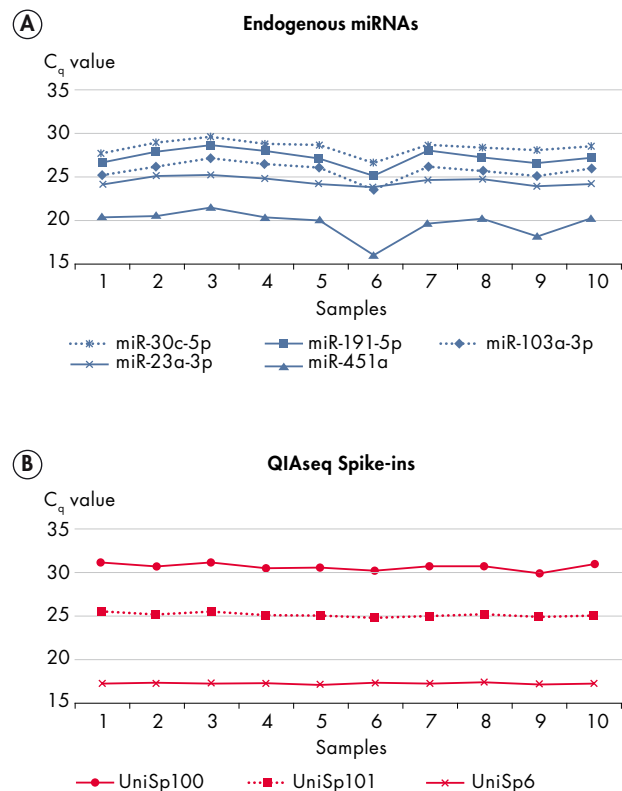 A Endogenous miRNAs
Cq value
35
30
25
20
15
1 2 3 4 5 6 7 8 9 10
Samples
miR-30c-5p miR-191-5p miR-103a-3p
miR-23a-3p miR-451a
B QIAseq Spike-ins
Cq value
35
30
25
20
15
1 2 3 4 5 6 7 8 9 10
Samples
UniSp100 UniSp101 UniSp6